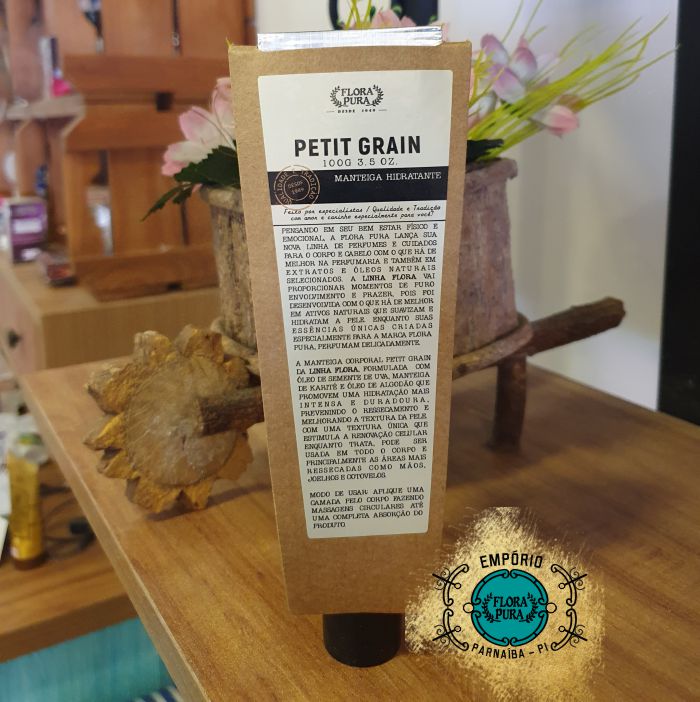 FLORA
PURA
DESDE 1949
PETIT GRAIN
100G 3,5 OZ.
MANTEIGA HIDRATANTE
DESDE
1949
TRADIÇÃO
Feito por especialistas / Qualidade e Tradição
com amor e carinho especialmente para você!
PENSANDO EM SEU BEM ESTAR FÍSICO E
EMOCIONAL, A FLORA PURA LANÇA SUA
NOVA LINHA DE PERFUMES E CUIDADOS
PARA O CORPO E CABELO COM O QUE HÁ DE
MELHOR NA PERFUMARIA E TAMBÉM EM
EXTRATOS E ÓLEOS NATURAIS
SELECIONADOS. A LINHA FLORA VAI
PROPORCIONAR MOMENTOS DE PURO
ENVOLVIMENTO E PRAZER, POIS FOI
DESENVOLVIDA COM O QUE HÁ DE MELHOR
EM ATIVOS NATURAIS QUE SUAVIZAM E
HIDRATAM A PELE. ENQUANTO SUAS
ESSÊNCIAS ÚNICAS CRIADAS
ESPECIALMENTE PARA A MARCA FLORA
PURA, PERFUMAM DELICADAMENTE.
A MANTEIGA CORPORAL PETIT GRAIN
DA LINHA FLORA, FORMULADA COM
ÓLEO DE SEMENTE DE UVA, MANTEIGA
DE KARITÉ E ÓLEO DE ALGODÃO QUE
PROMOVEM UMA HIDRATAÇÃO MAIS
INTENSA E DURADOURA,
PREVENINDO O RESSECAMENTO E
MELHORANDO A TEXTURA DA PELE.
COM UMA TEXTURA ÚNICA QUE
ESTIMULA A RENOVAÇÃO CELULAR
ENQUANTO TRATA, PODE SER
USADA EM TODO O CORPO E
PRINCIPALMENTE AS ÁREAS MAIS
RESSECADAS COMO MÃOS,
JOELHOS E COTOVELOS.
MODO DE USAR: APLIQUE UMA
CAMADA PELO CORPO FAZENDO
MASSAGENS CIRCULARES ATÉ
UMA COMPLETA ABSORÇÃO DO
PRODUTO
EMPÓRIO
FLORA
PURA
PARNAÍBA - PI